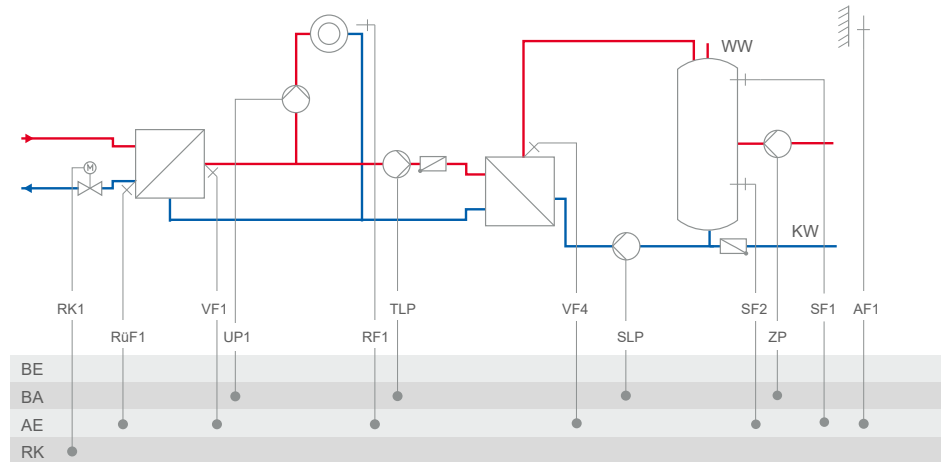 WW
M
KW
RK1 VF1 TLP VF4 SF2 SF1 AF1
RüF1 UP1 RF1 SLP ZP
BE
BA
AE
RK